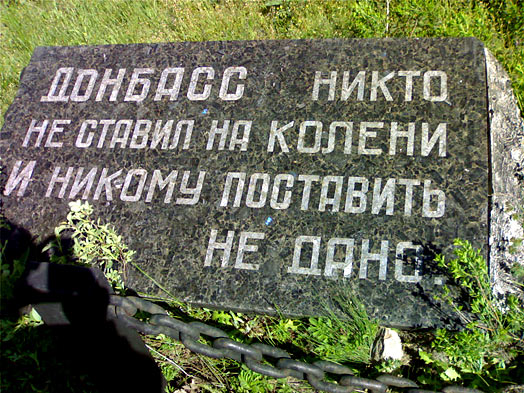 ДОНБАСС НИКТО
НЕ СТАВИЛ НА КОЛЕНИ
И НИКОМУ ПОСТАВИТЬ
НЕ ДАНО.